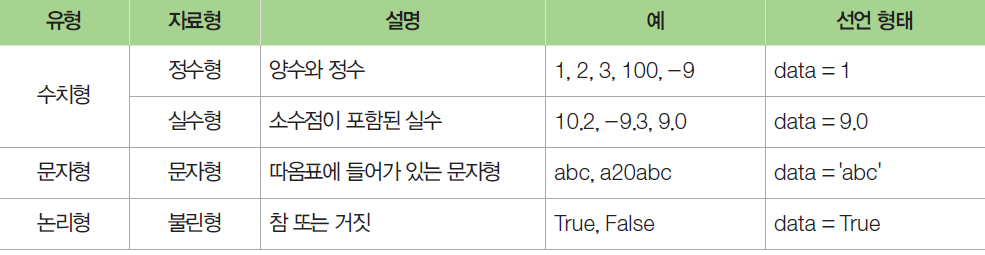 유형 자료형 설명 예 선언 형태
수치형 정수형 양수와 정수 1, 2, 3, 100, −9 data = 1
실수형 소수점이 포함된 실수 10.2, −9.3, 9.0 data = 9.0
문자형 문자형 따옴표에 들어가 있는 문자형 abc, a20abc data = 'abc'
논리형 불린형 참 또는 거짓 True, False data = True